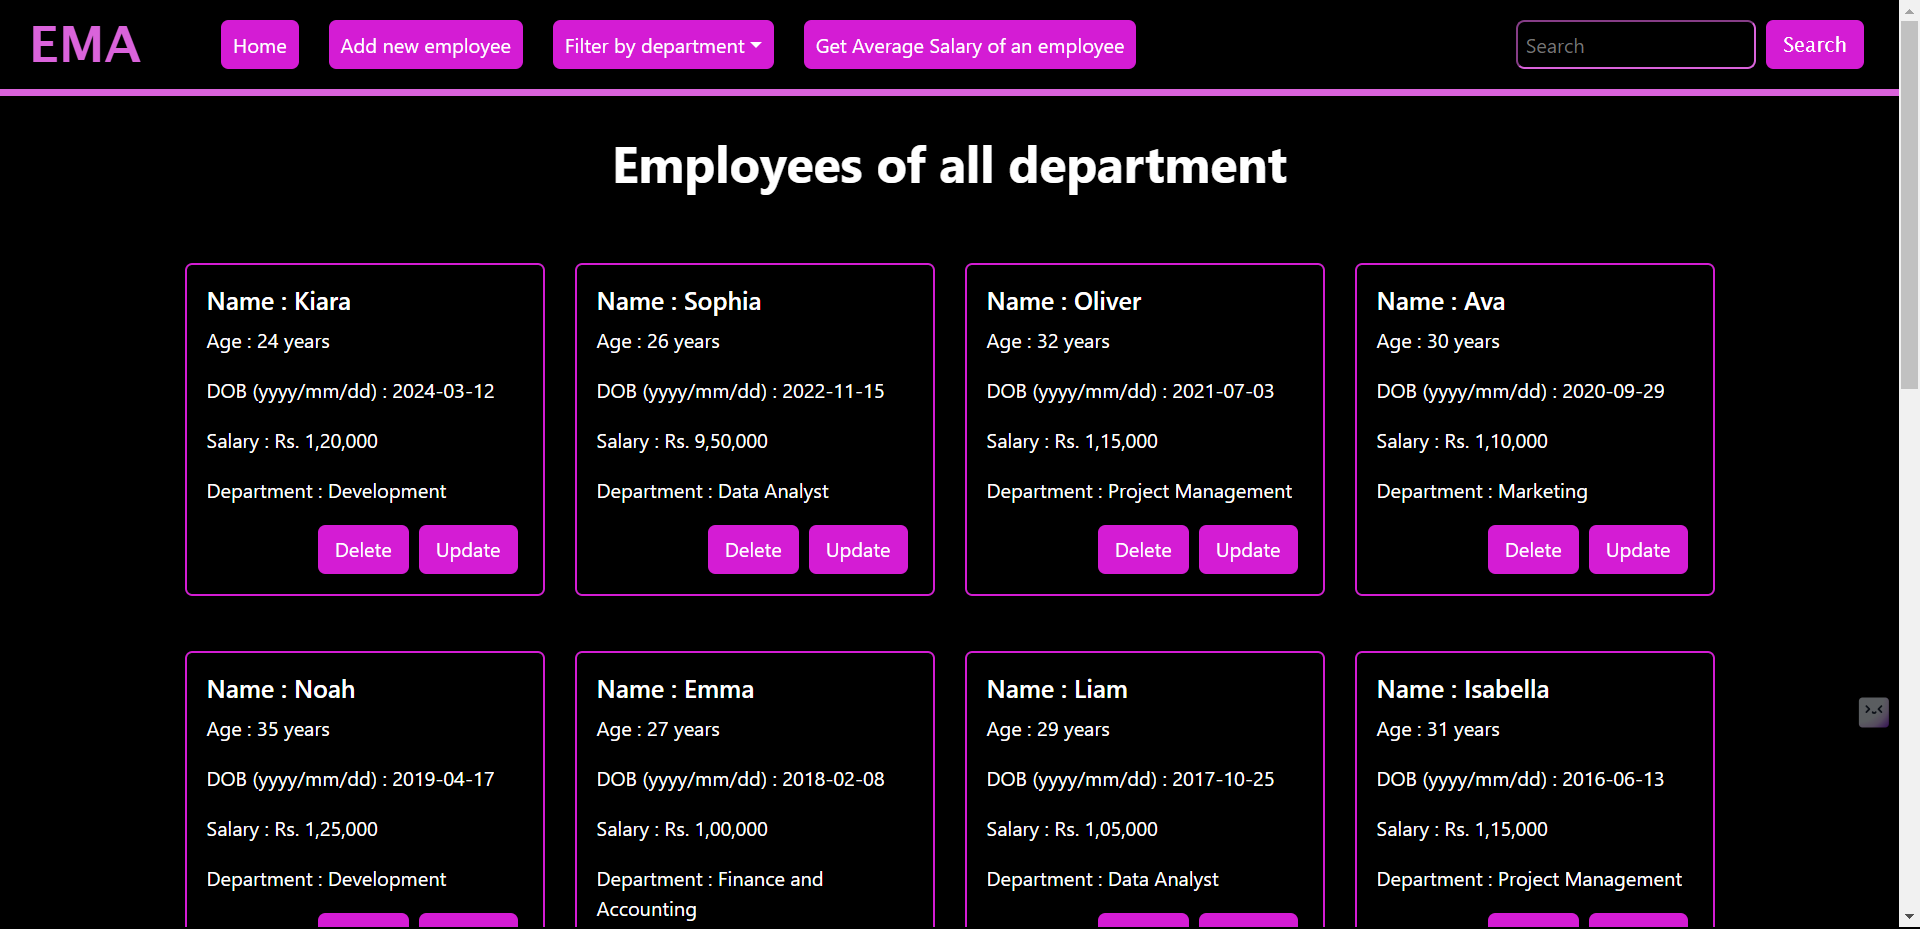 EMA
Home
Add new employee
Filter by department
Get Average Salary of an employee
Search
Search
Employees of all department
Name : Kiara
Age : 24 years
DOB (yyyy/mm/dd) : 2024-03-12
Salary : Rs. 1,20,000
Department : Development
Delete
Update
Name : Sophia
Age : 26 years
DOB (yyyy/mm/dd) : 2022-11-15
Salary : Rs. 9,50,000
Department : Data Analyst
Delete
Update
Name : Oliver
Age : 32 years
DOB (yyyy/mm/dd) : 2021-07-03
Salary : Rs. 1,15,000
Department : Project Management
Delete
Update
Name : Ava
Age : 30 years
DOB (yyyy/mm/dd) : 2020-09-29
Salary : Rs. 1,10,000
Department : Marketing
Delete
Update
Name : Noah
Age : 35 years
DOB (yyyy/mm/dd) : 2019-04-17
Salary : Rs. 1,25,000
Department : Development
Name : Emma
Age : 27 years
DOB (yyyy/mm/dd) : 2018-02-08
Salary : Rs. 1,00,000
Department : Finance and
Accounting
Name : Liam
Age : 29 years
DOB (yyyy/mm/dd) : 2017-10-25
Salary : Rs. 1,05,000
Department : Data Analyst
Name : Isabella
Age : 31 years
DOB (yyyy/mm/dd) : 2016-06-13
Salary : Rs. 1,15,000
Department : Project Management